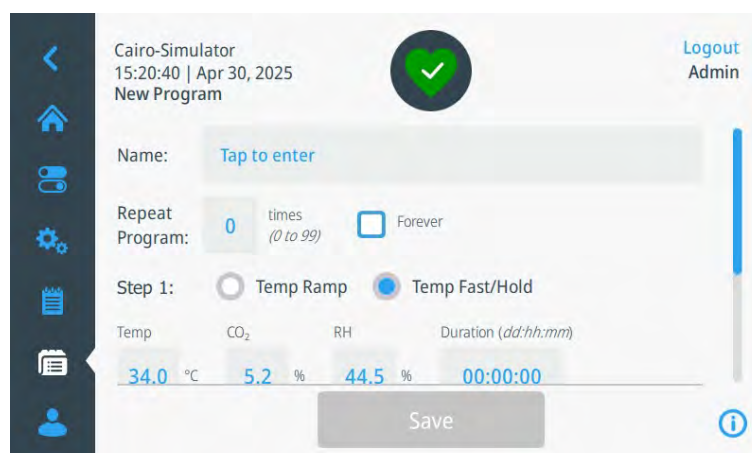 Cairo-Simulator
15:20:40 | Apr 30, 2025
New Program
Logout
Admin
Name: Tap to enter
Repeat Program: 0 times (0 to 99) Forever
Step 1: Temp Ramp Temp Fast/Hold
Temp CO₂ RH Duration (dd:hh:mm)
34.0 °C 5.2 % 44.5 % 00:00:00
Save